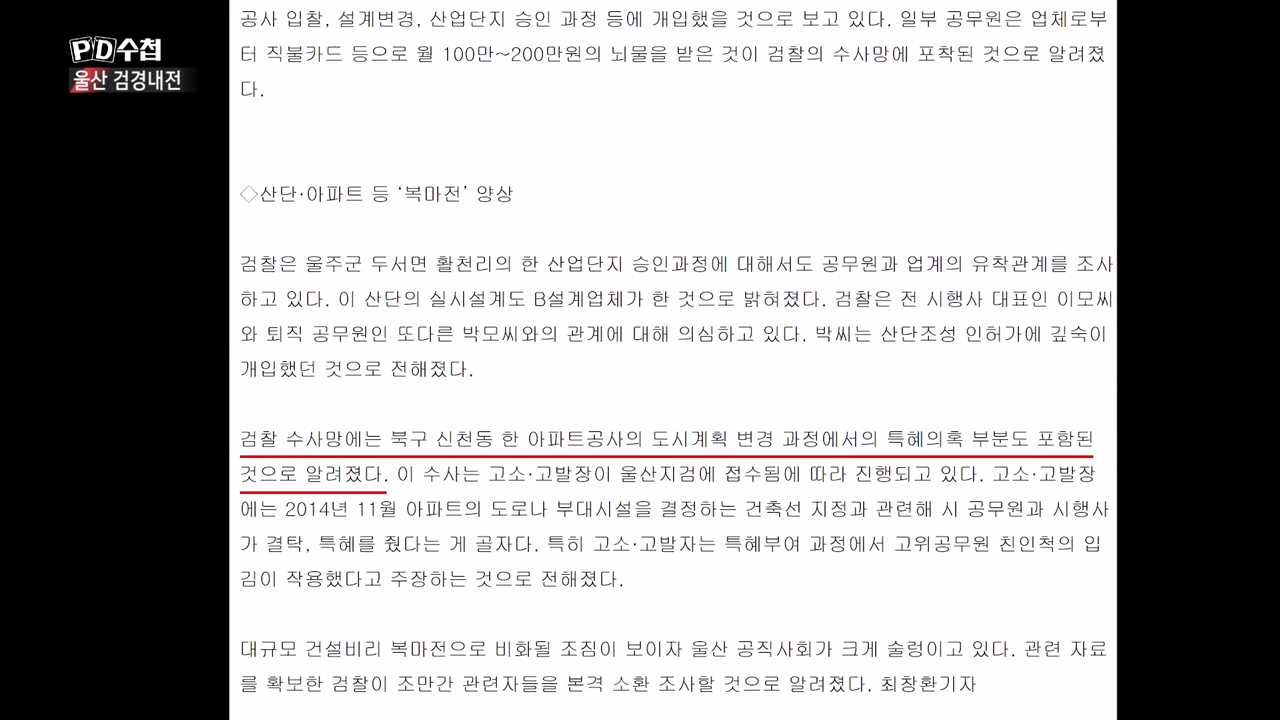 PD수첩
울산 검경내전
공사 입찰, 설계변경, 산업단지 승인 과정 등에 개입했을 것으로 보고 있다. 일부 공무원은 업체로부
터 직불카드 등으로 월 100만~200만원의 뇌물을 받은 것이 검찰의 수사망에 포착된 것으로 알려졌
다.
◇산단·아파트 등 ‘복마전’ 양상
검찰은 울주군 두서면 활천리의 한 산업단지 승인과정에 대해서도 공무원과 업계의 유착관계를 조사
하고 있다. 이 산단의 실시설계도 B설계업체가 한 것으로 밝혀졌다. 검찰은 전 시행사 대표인 이모씨
와 퇴직 공무원인 또다른 박모씨와의 관계에 대해 의심하고 있다. 박씨는 산단조성 인허가에 깊숙이
개입했던 것으로 전해졌다.
검찰 수사망에는 북구 신천동 한 아파트공사의 도시계획 변경 과정에서의 특혜의혹 부분도 포함된
것으로 알려졌다. 이 수사는 고소·고발장이 울산지검에 접수됨에 따라 진행되고 있다. 고소·고발장
에는 2014년 11월 아파트의 도로나 부대시설을 결정하는 건축선 지정과 관련해 시 공무원과 시행사
가 결탁, 특혜를 줬다는 게 골자다. 특히 고소·고발자는 특혜부여 과정에서 고위공무원 친인척의 입
김이 작용했다고 주장하는 것으로 전해졌다.
대규모 건설비리 복마전으로 비화될 조짐이 보이자 울산 공직사회가 크게 술렁이고 있다. 관련 자료
를 확보한 검찰이 조만간 관련자들을 본격 소환 조사할 것으로 알려졌다. 최창환기자